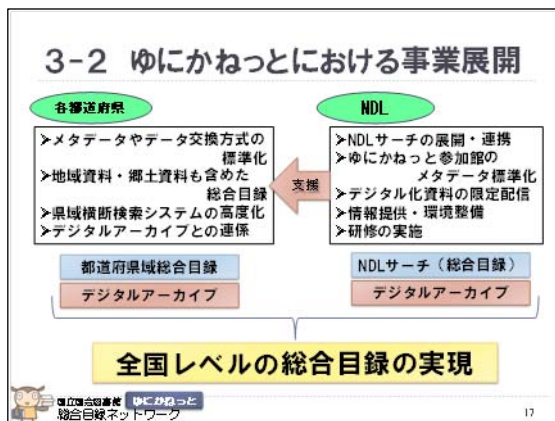 3-2 ゆにかねっとにおける事業展開
各都道府県
➢メタデータやデータ交換方式の
標準化
➢地域資料・郷土資料も含めた
総合目録
➢県域横断検索システムの高度化
➢デジタルアーカイブとの連係
都道府県域総合目録
デジタルアーカイブ
支援
NDL
➢NDLサーチの展開・連携
➢ゆにかねっと参加館の
メタデータ標準化
➢デジタル化資料の限定配信
➢情報提供・環境整備
➢研修の実施
NDLサーチ(総合目録)
デジタルアーカイブ
全国レベルの総合目録の実現
国立国会図書館 ゆにかねっと
総合目録ネットワーク
17